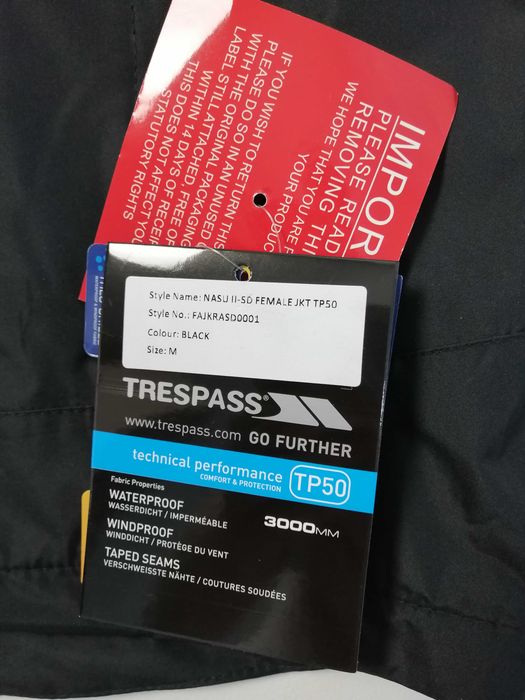 IMPOR
PLEASE READ
REMOVING THI
WE HOPE THAT YOU ARE
YOUR PRODUC
IF YOU WISH TO RETURN THIS
PLEASE DO SO IN AN UNUSED
WITH THE ORIGINAL PACKAGING
LABEL STILL ATTACHED,
WITHIN 14 DAYS OF RECEI
THIS DOES NOT AFFECT YOU
STATUTORY RIGHTS
Style Name: NASU II-SD FEMALE JKT TP50
Style No.: FAJKRASD0001
Colour: BLACK
Size: M
TRESPASS®
www.trespass.com GO FURTHER
technical performance
COMFORT & PROTECTION
TP50
Fabric Properties
WATERPROOF 3000MM
WASSERDICHT / IMPERMÉABLE
WINDPROOF
WINDDICHT / PROTÈGE DU VENT
TAPED SEAMS
VERSCHWEISSTE NÄHTE / COUTURES SOUDÉES